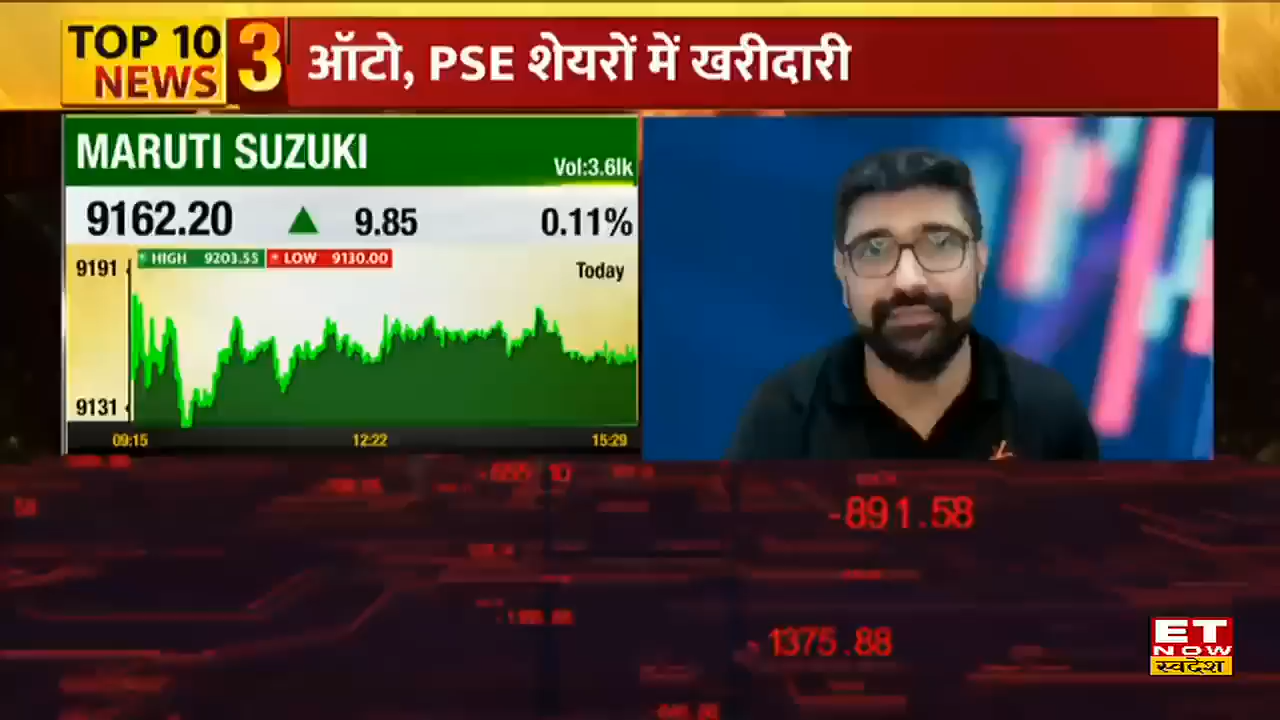 TOP 10
NEWS
3
ऑटो, PSE शेयरों में खरीदारी
MARUTI SUZUKI
Vol:3.6lk
9162.20 ▲ 9.85 0.11%
HIGH 9203.55 LOW 9130.00
Today
9191
9131
09:15 12:22 15:29
-891.58
-1375.88
ET
NOW
स्वदेश